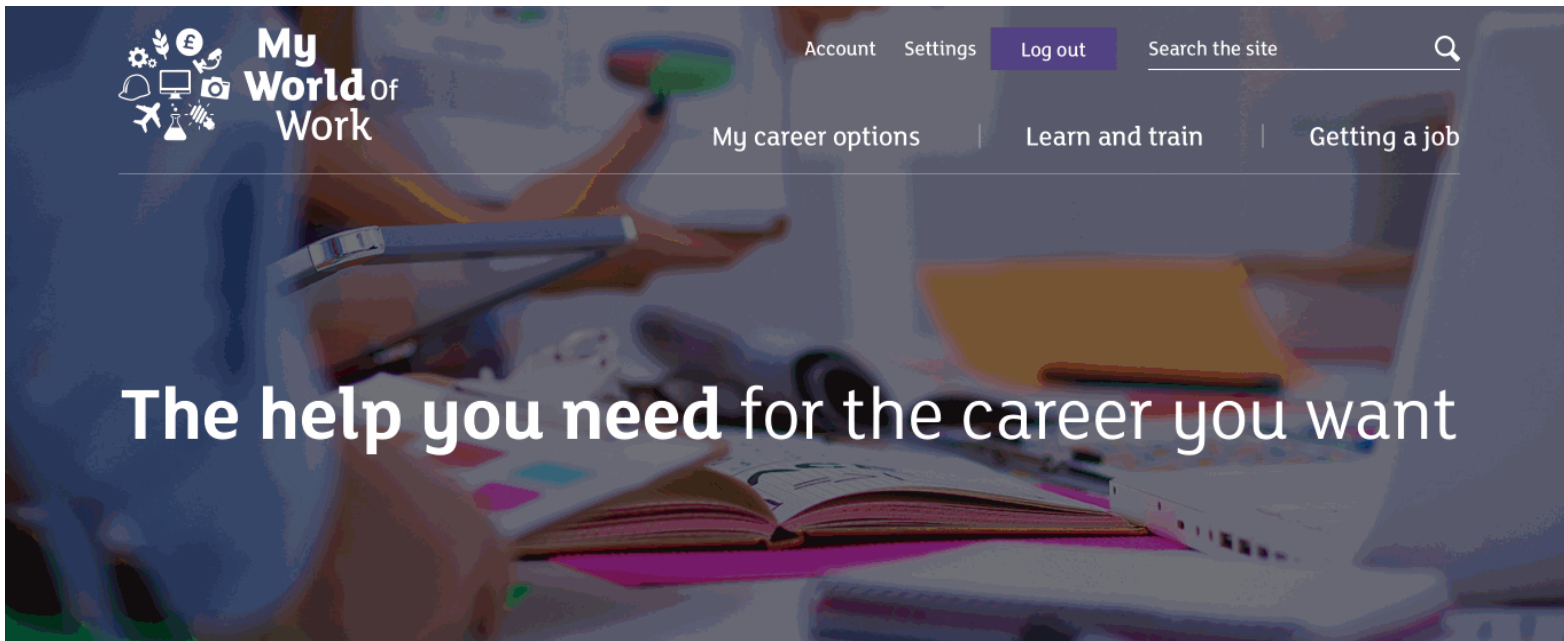 My
World Of
Work
Account Settings Log out Search the site
My career options Learn and train Getting a job
The help you need for the career you want